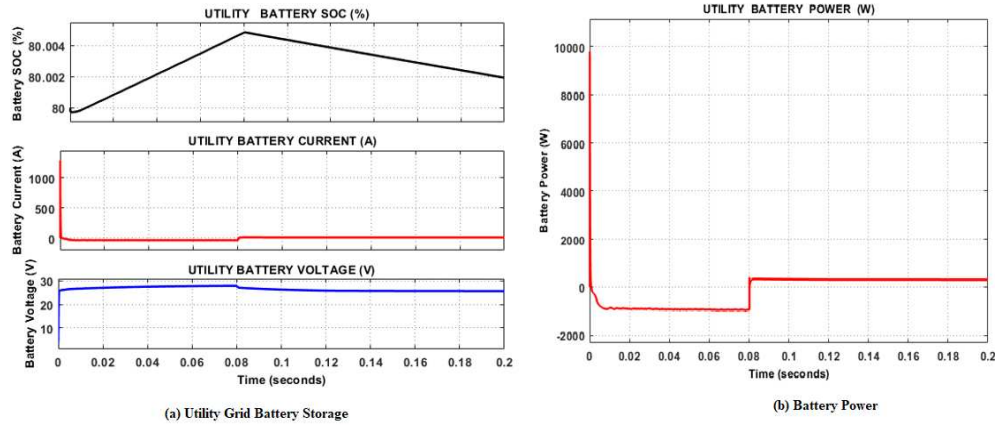 UTILITY BATTERY SOC (%)
Battery SOC (%)
80.004
80.002
80
UTILITY BATTERY CURRENT (A)
Battery Current (A)
1000
500
0
UTILITY BATTERY VOLTAGE (V)
Battery Voltage (V)
30
20
10
0 0.02 0.04 0.06 0.08 0.1 0.12 0.14 0.16 0.18 0.2
Time (seconds)
(a) Utility Grid Battery Storage
UTILITY BATTERY POWER (W)
Battery Power (W)
10000
8000
6000
4000
2000
0
-2000
0 0.02 0.04 0.06 0.08 0.1 0.12 0.14 0.16 0.18 0.2
Time (seconds)
(b) Battery Power